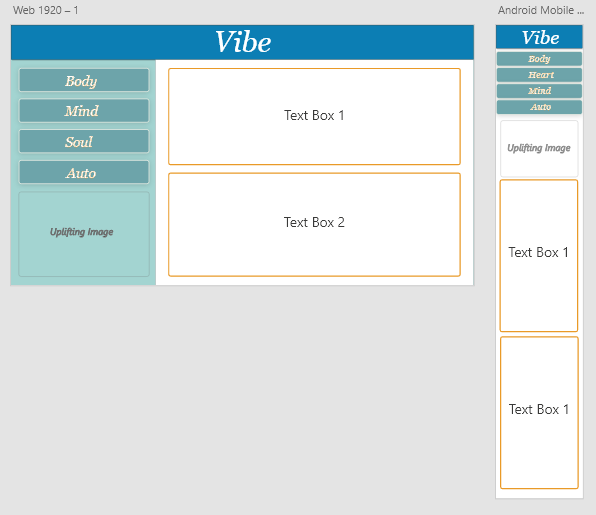 Web 1920 – 1
Vibe
Body
Mind
Soul
Auto
Uplifting Image
Text Box 1
Text Box 2
Android Mobile ...
Vibe
Body
Heart
Mind
Auto
Uplifting Image
Text Box 1
Text Box 1